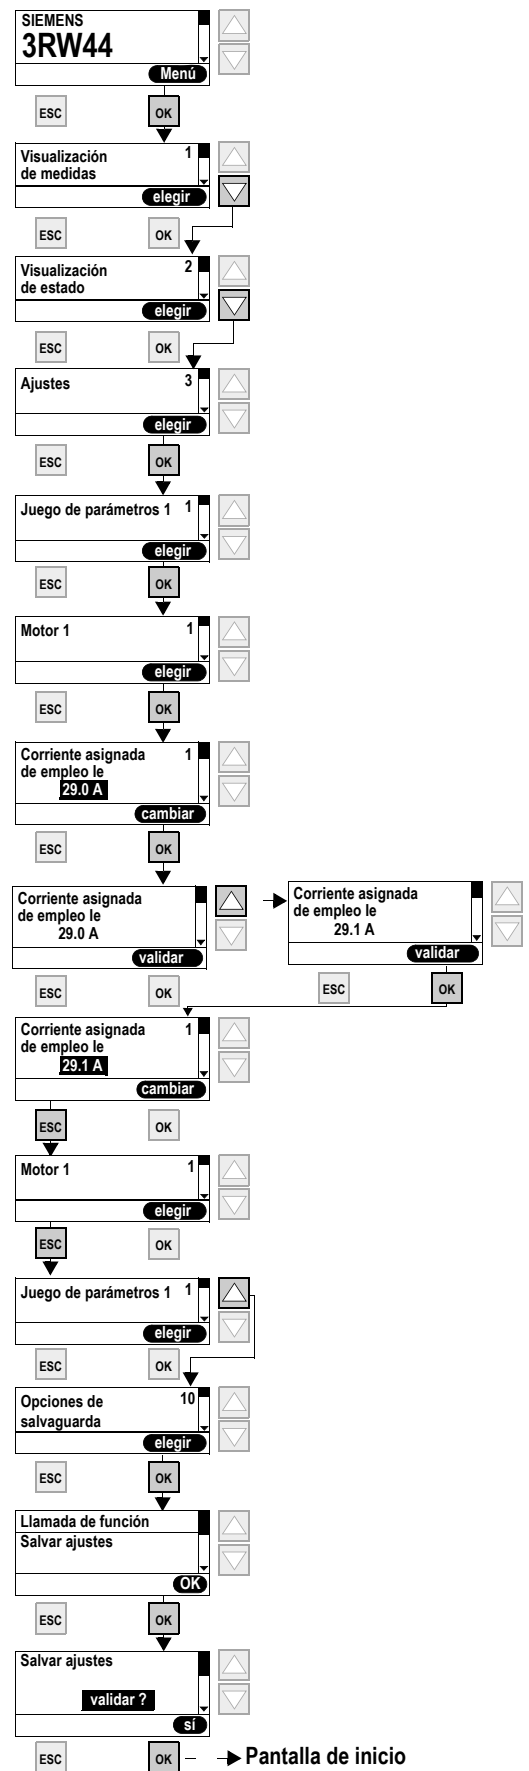 SIEMENS
3RW44
Menú
ESC OK
Visualización 1
de medidas
elegir
ESC OK
Visualización 2
de estado
elegir
ESC OK
Ajustes 3
elegir
ESC OK
Juego de parámetros 1 1
elegir
ESC OK
Motor 1 1
elegir
ESC OK
Corriente asignada 1
de empleo le
29.0 A
cambiar
ESC OK
Corriente asignada
de empleo le
29.0 A
validar
ESC OK
Corriente asignada
de empleo le
29.1 A
validar
ESC OK
Corriente asignada 1
de empleo le
29.1 A
cambiar
ESC OK
Motor 1 1
elegir
ESC OK
Juego de parámetros 1 1
elegir
ESC OK
Opciones de 10
salvaguarda
elegir
ESC OK
Llamada de función
Salvar ajustes
OK
ESC OK
Salvar ajustes
validar ?
sí
ESC OK Pantalla de inicio